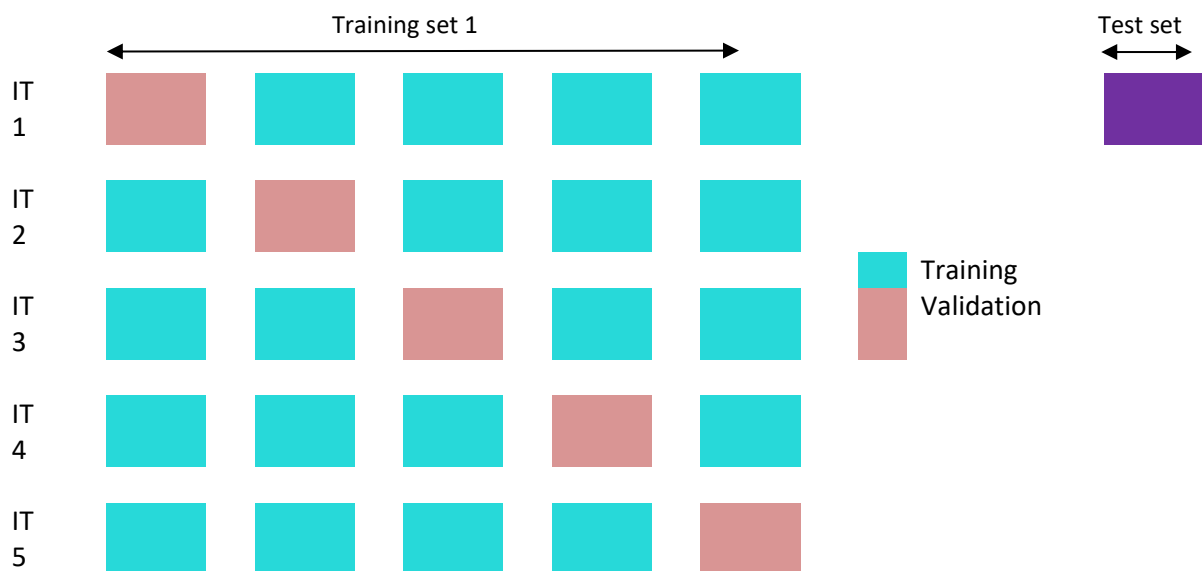 Training set 1
Test set
IT
1
IT
2
Training
IT
Validation
3
IT
4
IT
5